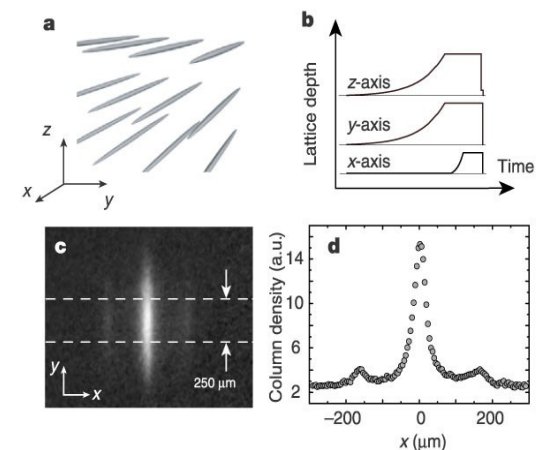 a
z
x
y
b
Lattice depth
z-axis
y-axis
x-axis
Time
c
y
x
250 μm
d
Column density (a.u.)
14
10
6
2
−200
0
200
x (μm)